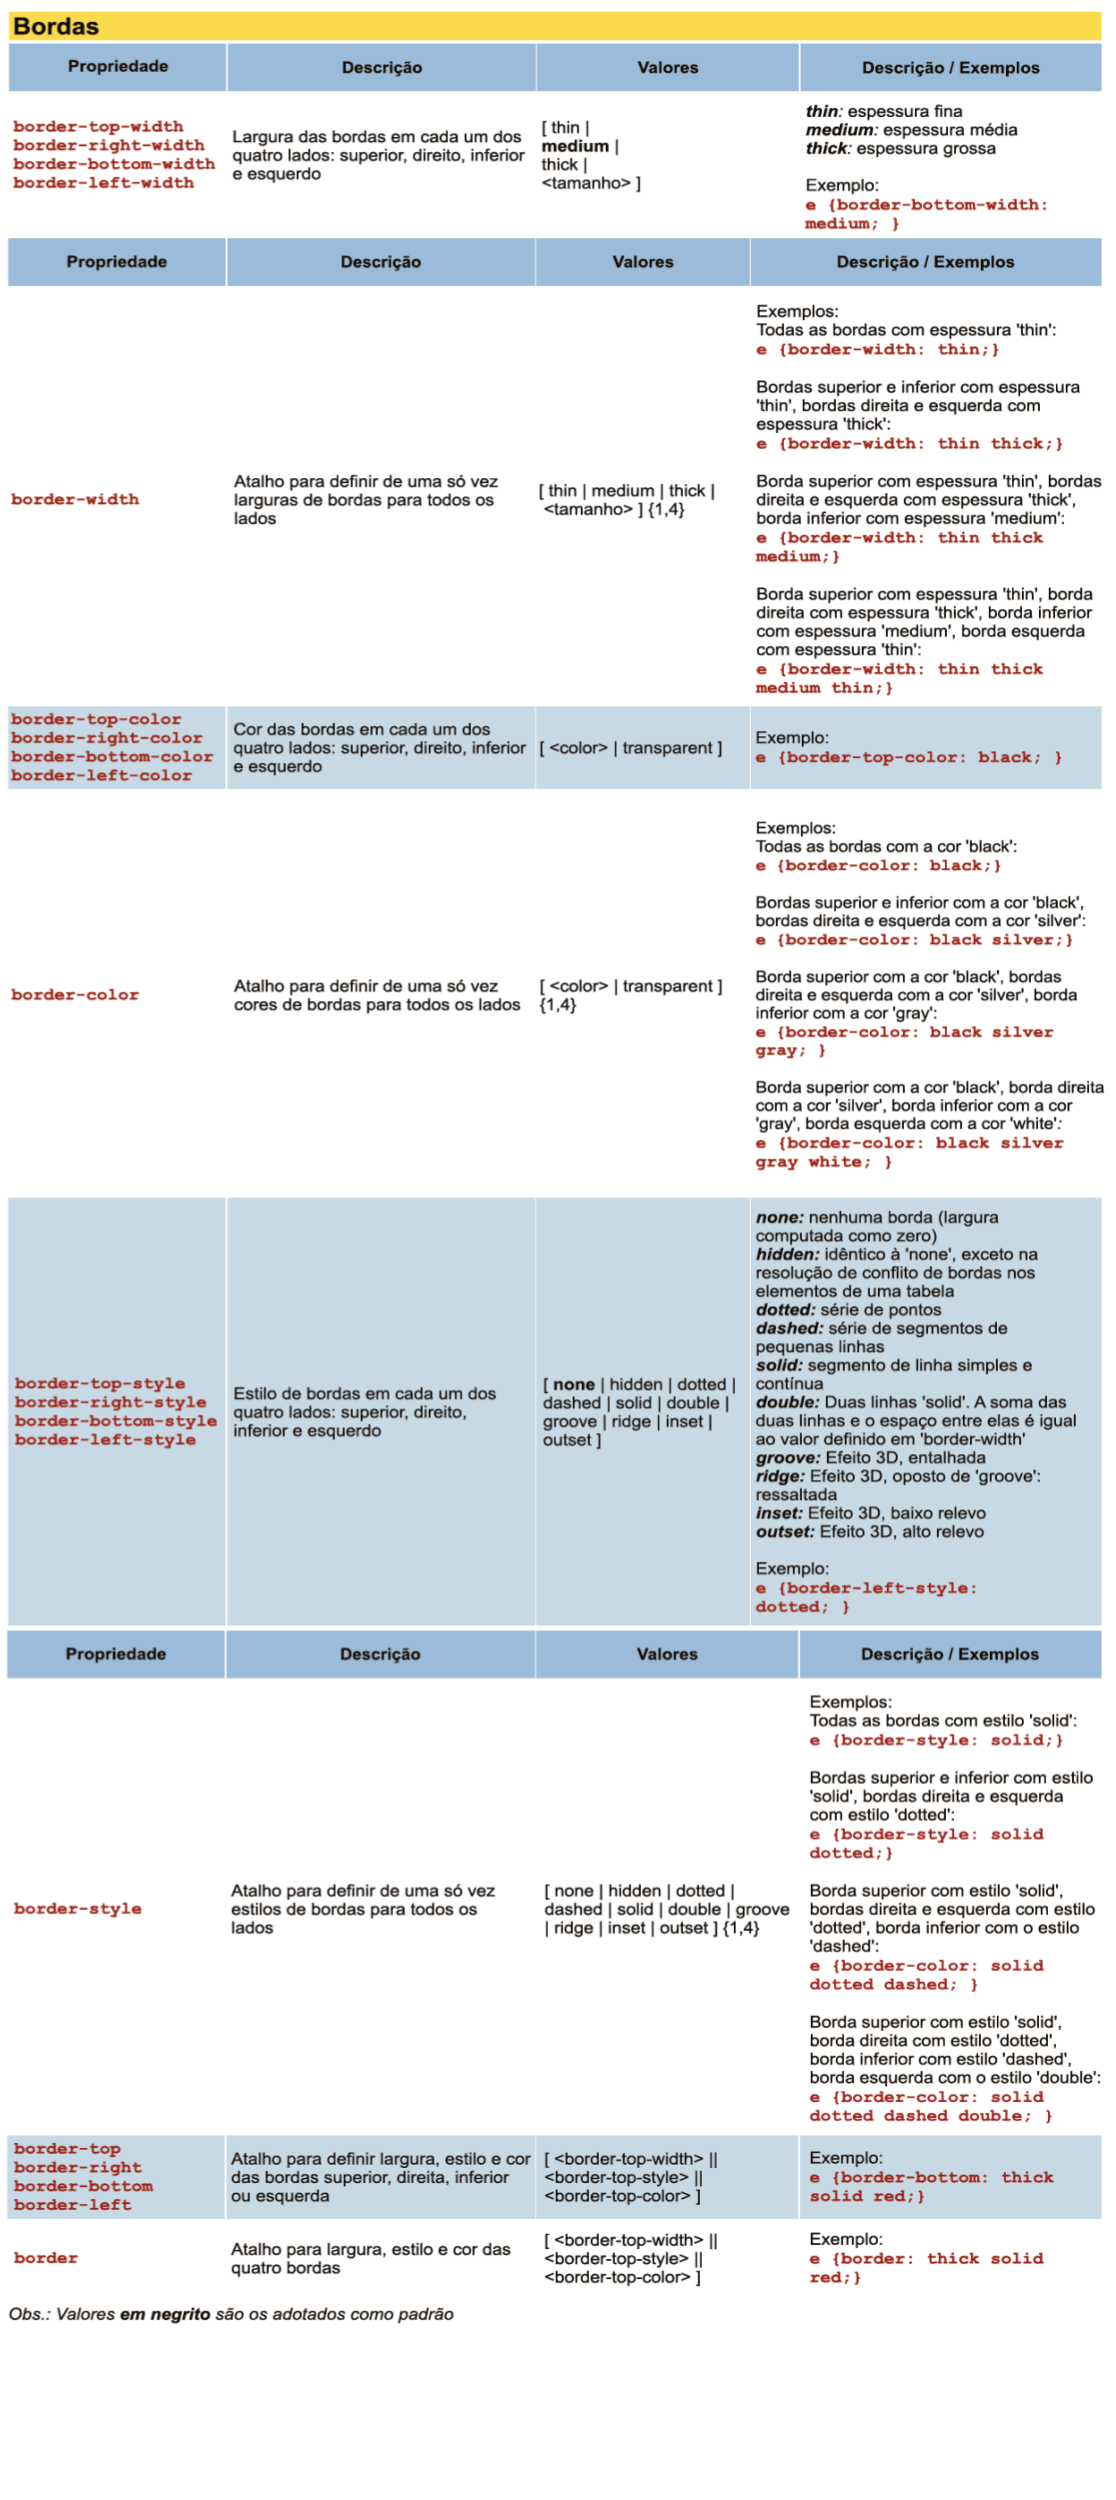 Bordas
Propriedade
Descrição
Valores
Descrição / Exemplos
border-top-width
border-right-width
border-bottom-width
border-left-width
Largura das bordas em cada um dos
quatro lados: superior, direito, inferior
e esquerdo
[ thin |
medium |
thick |
<tamanho> ]
thin: espessura fina
medium: espessura média
thick: espessura grossa
Exemplo:
e {border-bottom-width:
medium; }
Propriedade
Descrição
Valores
Descrição / Exemplos
border-width
Atalho para definir de uma só vez
larguras de bordas para todos os
lados
[ thin | medium | thick |
<tamanho> ] {1,4}
Exemplos:
Todas as bordas com espessura 'thin':
e {border-width: thin;}
Bordas superior e inferior com espessura
'thin', bordas direita e esquerda com
espessura 'thick':
e {border-width: thin thick;}
Borda superior com espessura 'thin', bordas
direita e esquerda com espessura 'thick',
borda inferior com espessura 'medium':
e {border-width: thin thick
medium;}
Borda superior com espessura 'thin', borda
direita com espessura 'thick', borda inferior
com espessura 'medium', borda esquerda
com espessura 'thin':
e {border-width: thin thick
medium thin;}
border-top-color
border-right-color
border-bottom-color
border-left-color
Cor das bordas em cada um dos
quatro lados: superior, direito, inferior
e esquerdo
[ <color> | transparent ]
Exemplo:
e {border-top-color: black; }
border-color
Atalho para definir de uma só vez
cores de bordas para todos os lados
[ <color> | transparent ]
{1,4}
Exemplos:
Todas as bordas com a cor 'black':
e {border-color: black;}
Bordas superior e inferior com a cor 'black',
bordas direita e esquerda com a cor 'silver':
e {border-color: black silver;}
Borda superior com a cor 'black', bordas
direita e esquerda com a cor 'silver', borda
inferior com a cor 'gray':
e {border-color: black silver
gray; }
Borda superior com a cor 'black', borda direita
com a cor 'silver', borda inferior com a cor
'gray', borda esquerda com a cor 'white':
e {border-color: black silver
gray white; }
border-top-style
border-right-style
border-bottom-style
border-left-style
Estilo de bordas em cada um dos
quatro lados: superior, direito,
inferior e esquerdo
[ none | hidden | dotted |
dashed | solid | double |
groove | ridge | inset |
outset ]
none: nenhuma borda (largura
computada como zero)
hidden: idêntico à 'none', exceto na
resolução de conflito de bordas nos
elementos de uma tabela
dotted: série de pontos
dashed: série de segmentos de
pequenas linhas
solid: segmento de linha simples e
contínua
double: Duas linhas 'solid'. A soma das
duas linhas e o espaço entre elas é igual
ao valor definido em 'border-width'
groove: Efeito 3D, entalhada
ridge: Efeito 3D, oposto de 'groove':
ressaltada
inset: Efeito 3D, baixo relevo
outset: Efeito 3D, alto relevo
Exemplo:
e {border-left-style:
dotted; }
Propriedade
Descrição
Valores
Descrição / Exemplos
border-style
Atalho para definir de uma só vez
estilos de bordas para todos os
lados
[ none | hidden | dotted |
dashed | solid | double | groove
| ridge | inset | outset ] {1,4}
Exemplos:
Todas as bordas com estilo 'solid':
e {border-style: solid;}
Bordas superior e inferior com estilo
'solid', bordas direita e esquerda
com estilo 'dotted':
e {border-style: solid
dotted;}
Borda superior com estilo 'solid',
bordas direita e esquerda com estilo
'dotted', borda inferior com o estilo
'dashed':
e {border-color: solid
dotted dashed; }
Borda superior com estilo 'solid',
borda direita com estilo 'dotted',
borda inferior com estilo 'dashed',
borda esquerda com o estilo 'double':
e {border-color: solid
dotted dashed double; }
border-top
border-right
border-bottom
border-left
Atalho para definir largura, estilo e cor
das bordas superior, direita, inferior
ou esquerda
[ <border-top-width> ||
<border-top-style> ||
<border-top-color> ]
Exemplo:
e {border-bottom: thick
solid red;}
border
Atalho para largura, estilo e cor das
quatro bordas
[ <border-top-width> ||
<border-top-style> ||
<border-top-color> ]
Exemplo:
e {border: thick solid
red;}
Obs.: Valores em negrito são os adotados como padrão